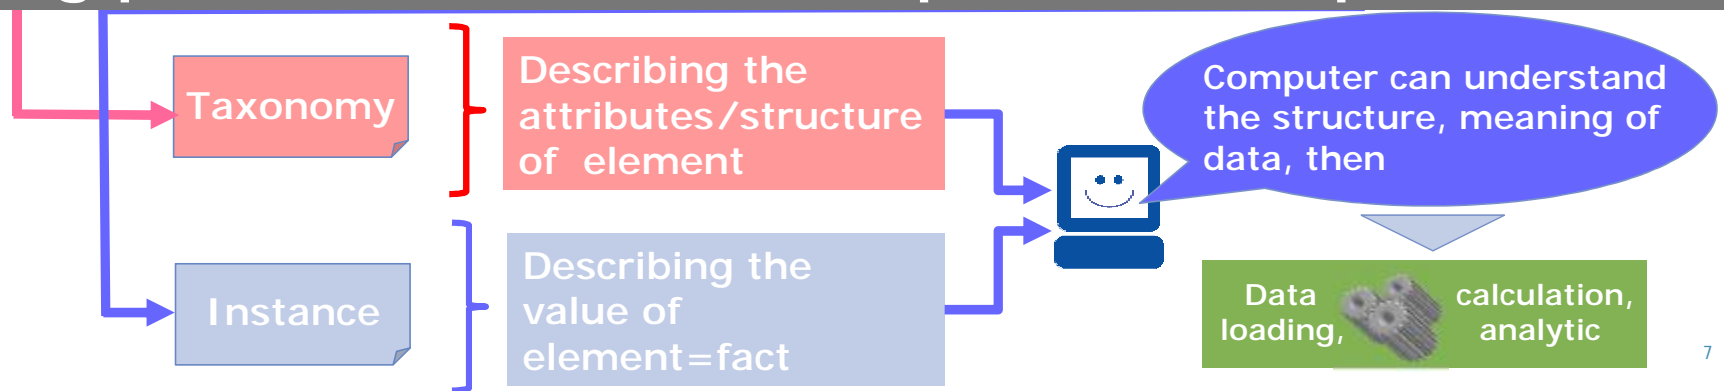 Taxonomy
Describing the
attributes/structure
of element
Computer can understand
the structure, meaning of
data, then
Instance
Describing the
value of
element=fact
Data
loading,
calculation,
analytic
7